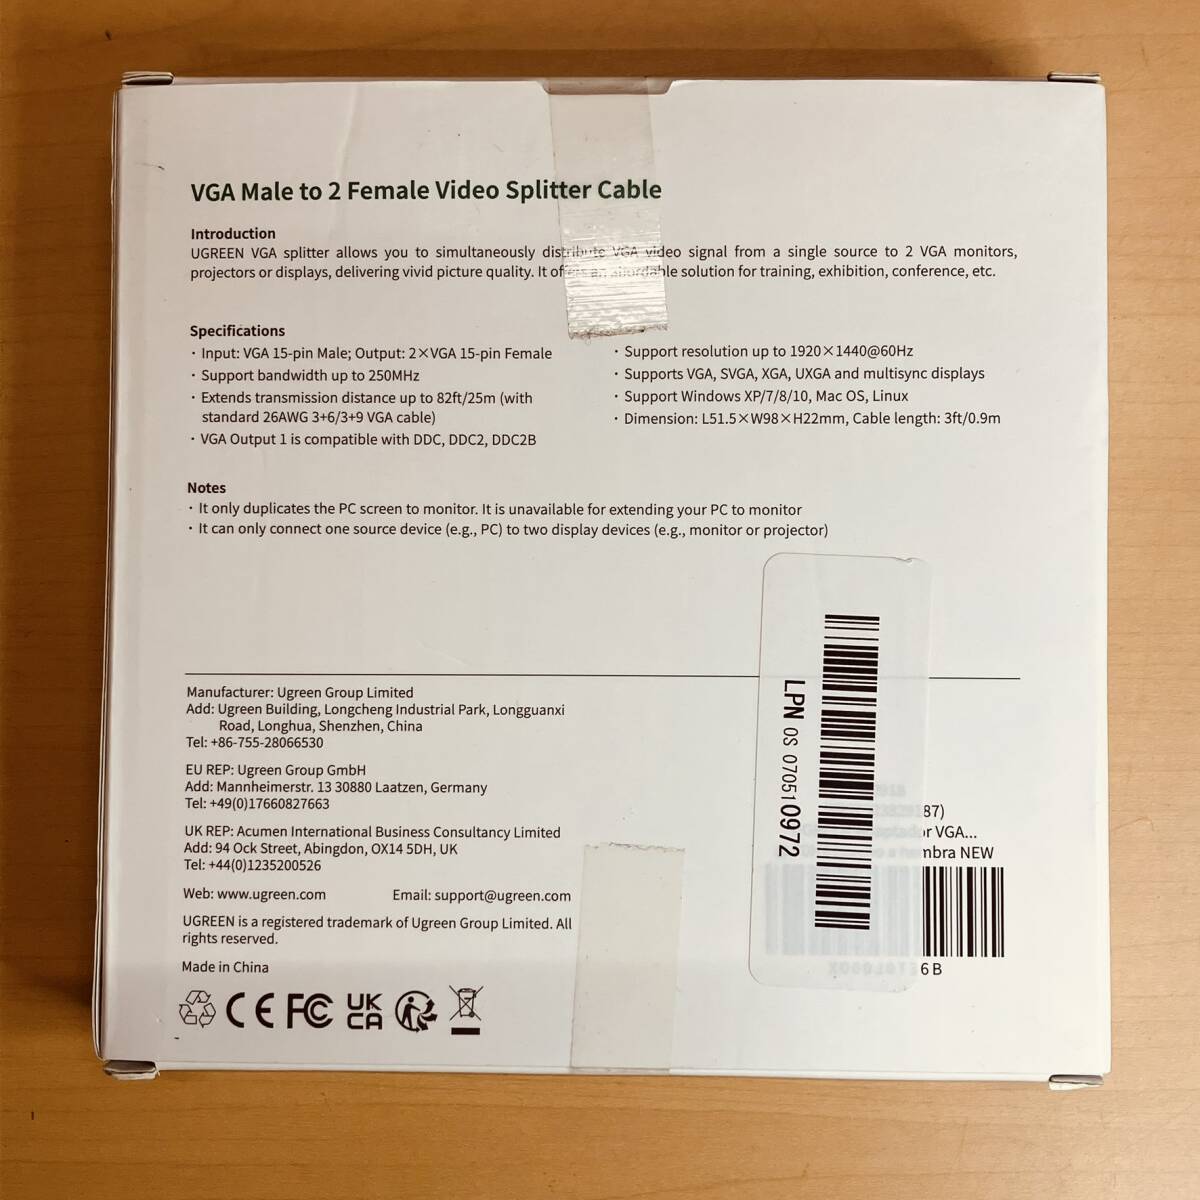 VGA Male to 2 Female Video Splitter Cable
Introduction
UGREEN VGA splitter allows you to simultaneously distribute VGA video signal from a single source to 2 VGA monitors,
projectors or displays, delivering vivid picture quality. It offers an affordable solution for training, exhibition, conference, etc.
Specifications
· Input: VGA 15-pin Male; Output: 2×VGA 15-pin Female
· Support bandwidth up to 250MHz
· Extends transmission distance up to 82ft/25m (with
standard 26AWG 3+6/3+9 VGA cable)
· VGA Output 1 is compatible with DDC, DDC2, DDC2B
· Support resolution up to 1920×1440@60Hz
· Supports VGA, SVGA, XGA, UXGA and multisync displays
· Support Windows XP/7/8/10, Mac OS, Linux
· Dimension: L51.5×W98×H22mm, Cable length: 3ft/0.9m
Notes
· It only duplicates the PC screen to monitor. It is unavailable for extending your PC to monitor
· It can only connect one source device (e.g., PC) to two display devices (e.g., monitor or projector)
Manufacturer: Ugreen Group Limited
Add: Ugreen Building, Longcheng Industrial Park, Longguanxi
Road, Longhua, Shenzhen, China
Tel: +86-755-28066530
EU REP: Ugreen Group GmbH
Add: Mannheimerstr. 13 30880 Laatzen, Germany
Tel: +49(0)17660827663
UK REP: Acumen International Business Consultancy Limited
Add: 94 Ock Street, Abingdon, OX14 5DH, UK
Tel: +44(0)1235200526
Web: www.ugreen.com Email: support@ugreen.com
UGREEN is a registered trademark of Ugreen Group Limited. All
rights reserved.
Made in China
CE FC UK
CA
LPN OS 070510972
87)
r VGA...
mbra NEW
6B